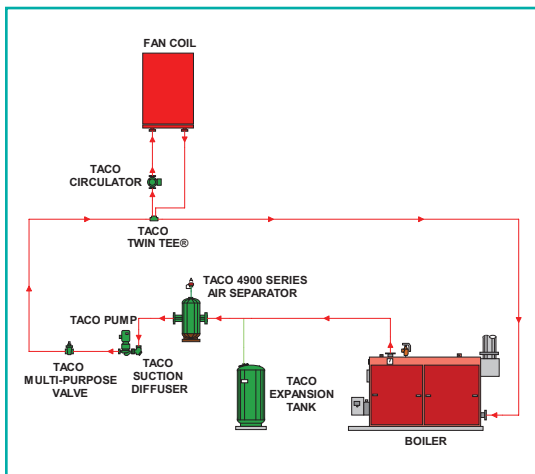 FAN COIL
TACO
CIRCULATOR
TACO
TWIN TEE®
TACO 4900 SERIES
AIR SEPARATOR
TACO PUMP
TACO
MULTI-PURPOSE
VALVE
TACO
SUCTION
DIFFUSER
TACO
EXPANSION
TANK
BOILER